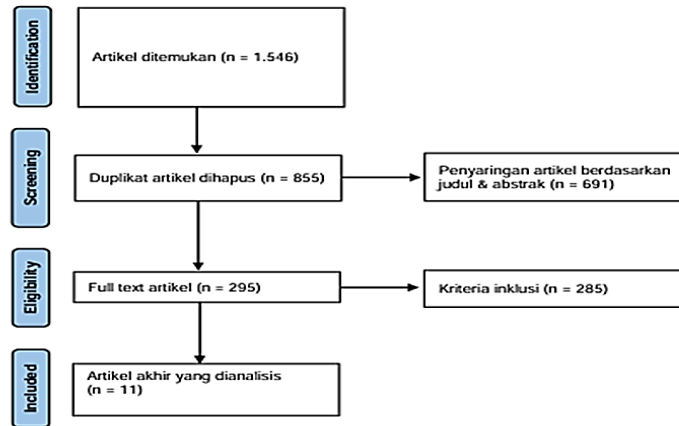 Identification
Artikel ditemukan (n = 1.546)
Screening
Duplikat artikel dihapus (n = 855)
Penyaringan artikel berdasarkan
judul & abstrak (n = 691)
Eligibility
Full text artikel (n = 295)
Kriteria inklusi (n = 285)
Included
Artikel akhir yang dianalisis
(n = 11)